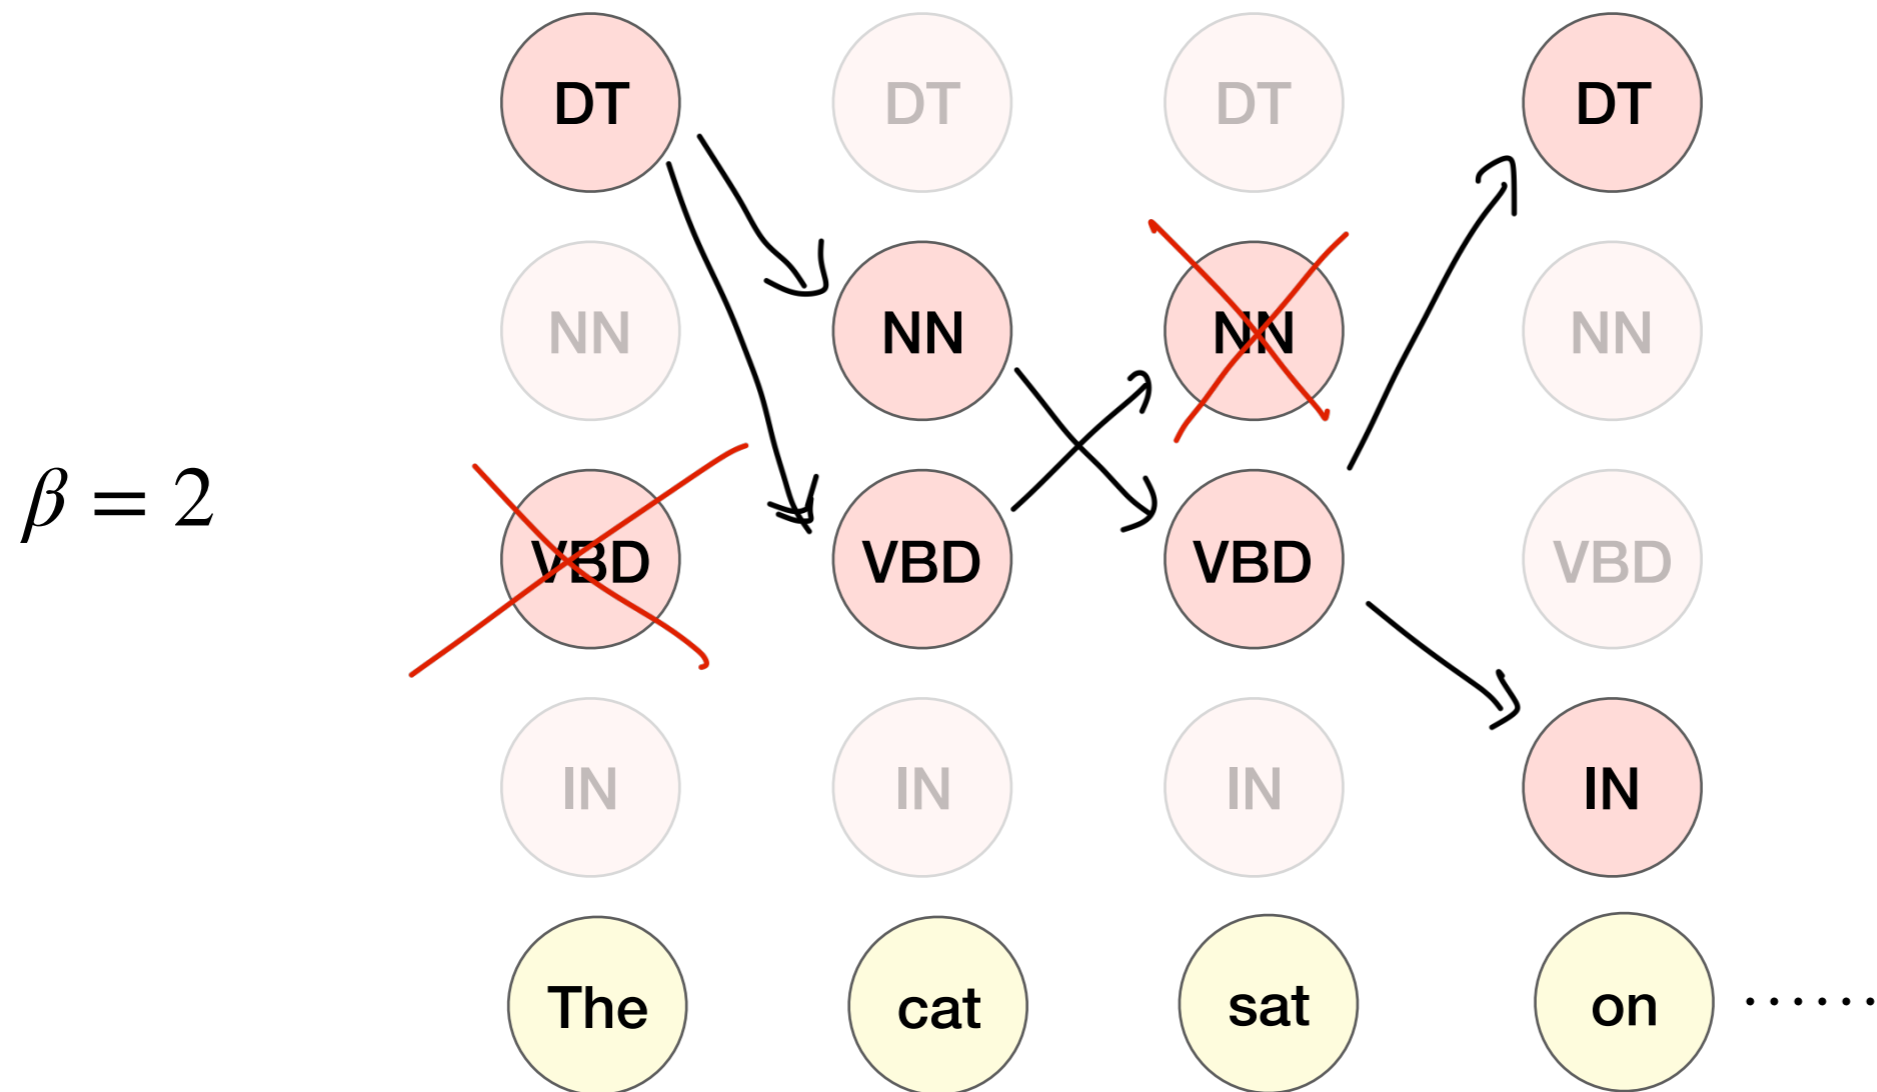 DT DT DT DT
NN NN NN NN
β = 2
VBD VBD VBD VBD
IN IN IN IN
The cat sat on ......